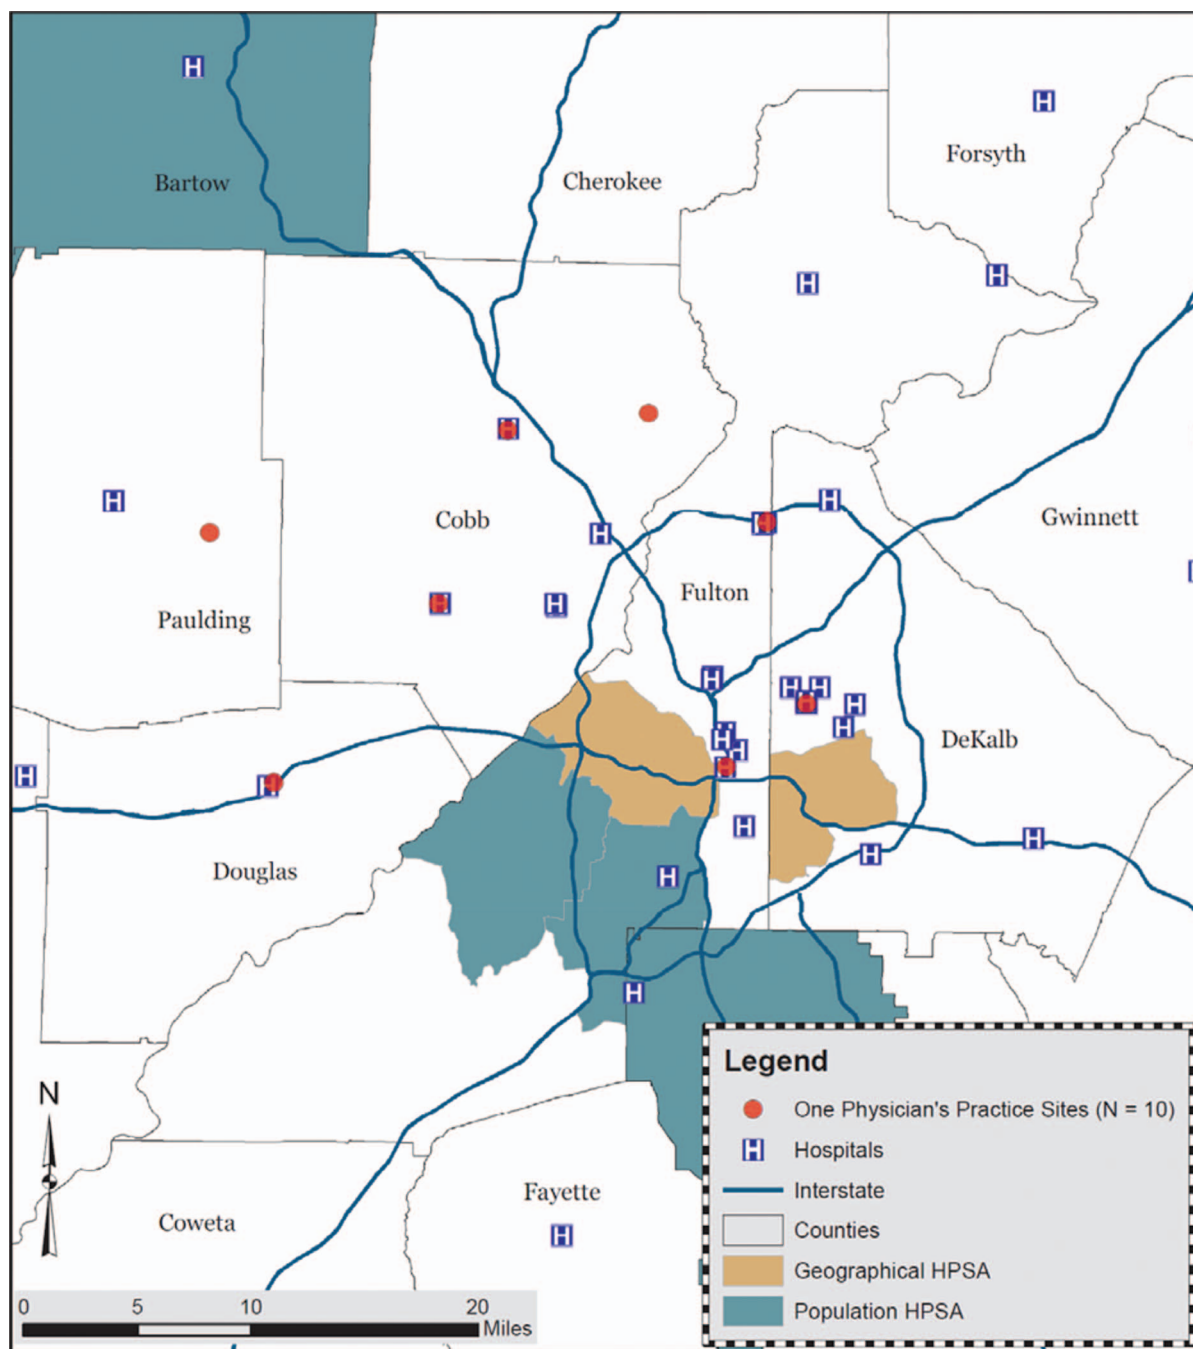 H
Bartow
Cherokee
Forsyth
H
H
H
H
H
Cobb
H
H
H
Gwinnett
Paulding
H
H
Fulton
H
H
H
H
H
H
H
H
H
H
H
DeKalb
H
H
H
H
H
H
Douglas
H
H
N
Fayette
Coweta
H
0 5 10 20
Miles
Legend
One Physician's Practice Sites (N = 10)
H Hospitals
Interstate
Counties
Geographical HPSA
Population HPSA